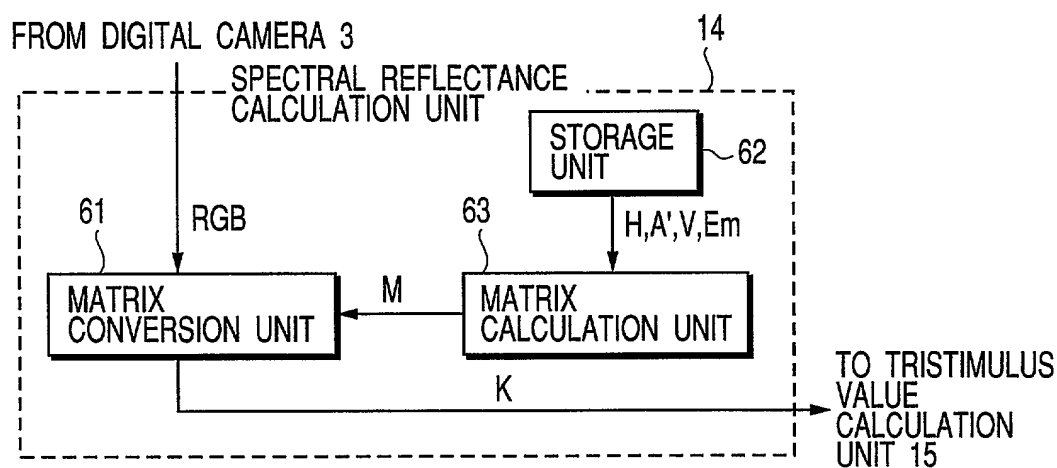 FROM DIGITAL CAMERA 3
14
SPECTRAL REFLECTANCE
CALCULATION UNIT
STORAGE
UNIT
62
61
RGB
63
H,A',V,Em
MATRIX
CONVERSION UNIT
M
MATRIX
CALCULATION UNIT
K
TO TRISTIMULUS
VALUE
CALCULATION
UNIT 15